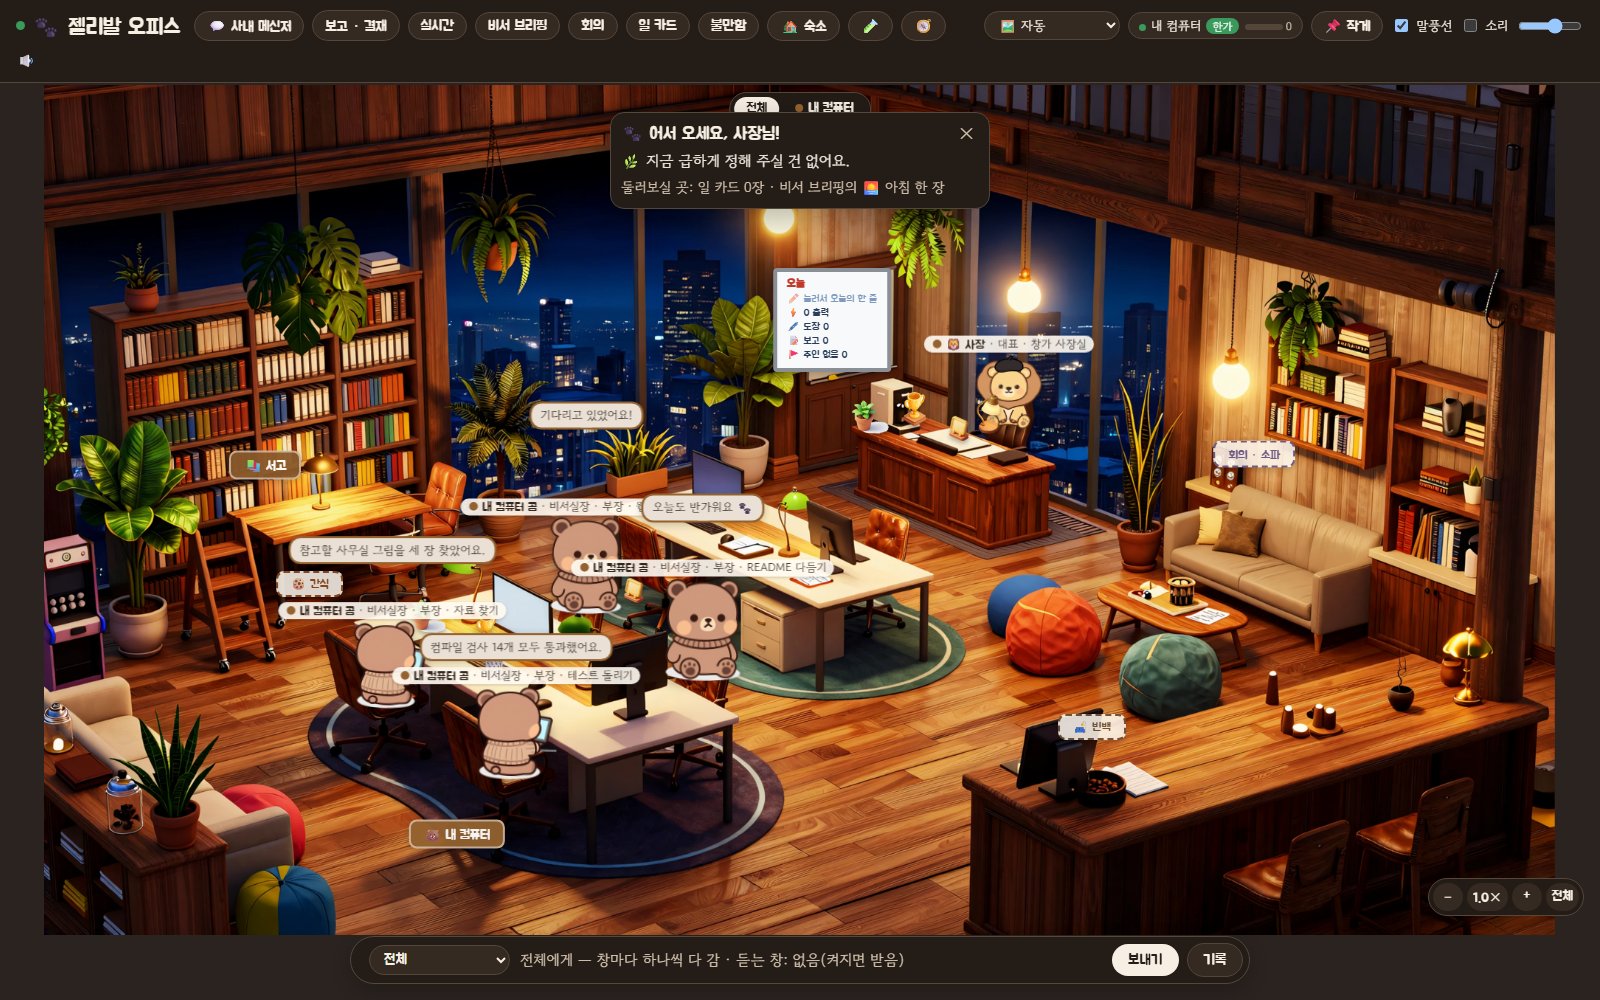 젤리발 오피스
사내 메신저
보고 · 결재
실시간
비서 브리핑
회의
일 카드
불만함
숙소
자동
내 컴퓨터 한가 0
작게
말풍선
소리
전체
내 컴퓨터
어서 오세요, 사장님!
지금 급하게 정해 주실 건 없어요.
둘러보실 곳: 일 카드 0장 · 비서 브리핑의 아침 한 장
오늘
눌러서 오늘의 한 줄
0 출력
도장 0
보고 0
주인 없음 0
사장 · 대표 · 창가 사장실
기다리고 있었어요!
서고
회의 · 소파
내 컴퓨터 곰 · 비서실장 · 부장 ·
오늘도 반가워요
참고할 사무실 그림을 세 장 찾았어요.
내 컴퓨터 곰 · 비서실장 · 부장 · README 다듬기
간식
내 컴퓨터 곰 · 비서실장 · 부장 · 자료 찾기
컴파일 검사 14개 모두 통과했어요.
내 컴퓨터 곰 · 비서실장 · 부장 · 테스트 돌리기
빈백
내 컴퓨터
− 1.0× + 전체
전체
전체에게 — 창마다 하나씩 다 감 · 듣는 창: 없음(켜지면 받음)
보내기
기록